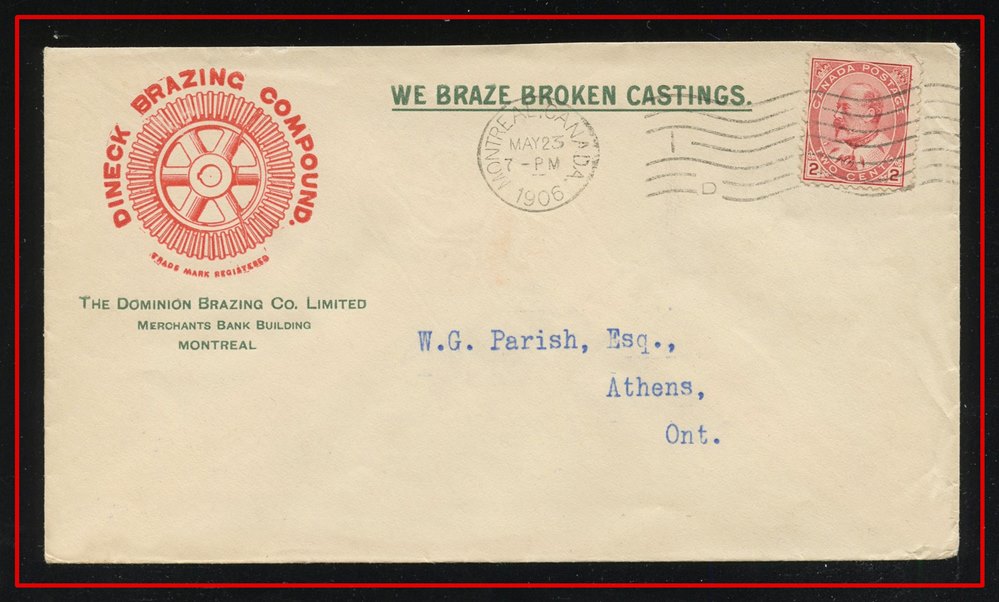 DINECK BRAZING COMPOUND.
TRADE MARK REGISTERED
THE DOMINION BRAZING CO. LIMITED
MERCHANTS BANK BUILDING
MONTREAL
WE BRAZE BROKEN CASTINGS.
MONTREAL, CANADA.
MAY 23
7-PM
1906
I
D
CANADA POSTAGE
2 TWO CENTS 2
W.G. Parish, Esq.,
Athens,
Ont.